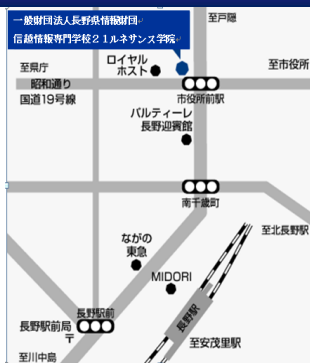 一般財団法人長野県情報財団
信越情報専門学校21ルネサンス学院
至戸隠
ロイヤル
ホスト
至県庁
至市役所
昭和通り
国道19号線
市役所前駅
バルティーレ
長野迎賓館
南千歳町
至北長野駅
ながの
東急
MIDORI
長野駅前
長野駅前局
〒
長野駅
至安茂里駅
至川中島